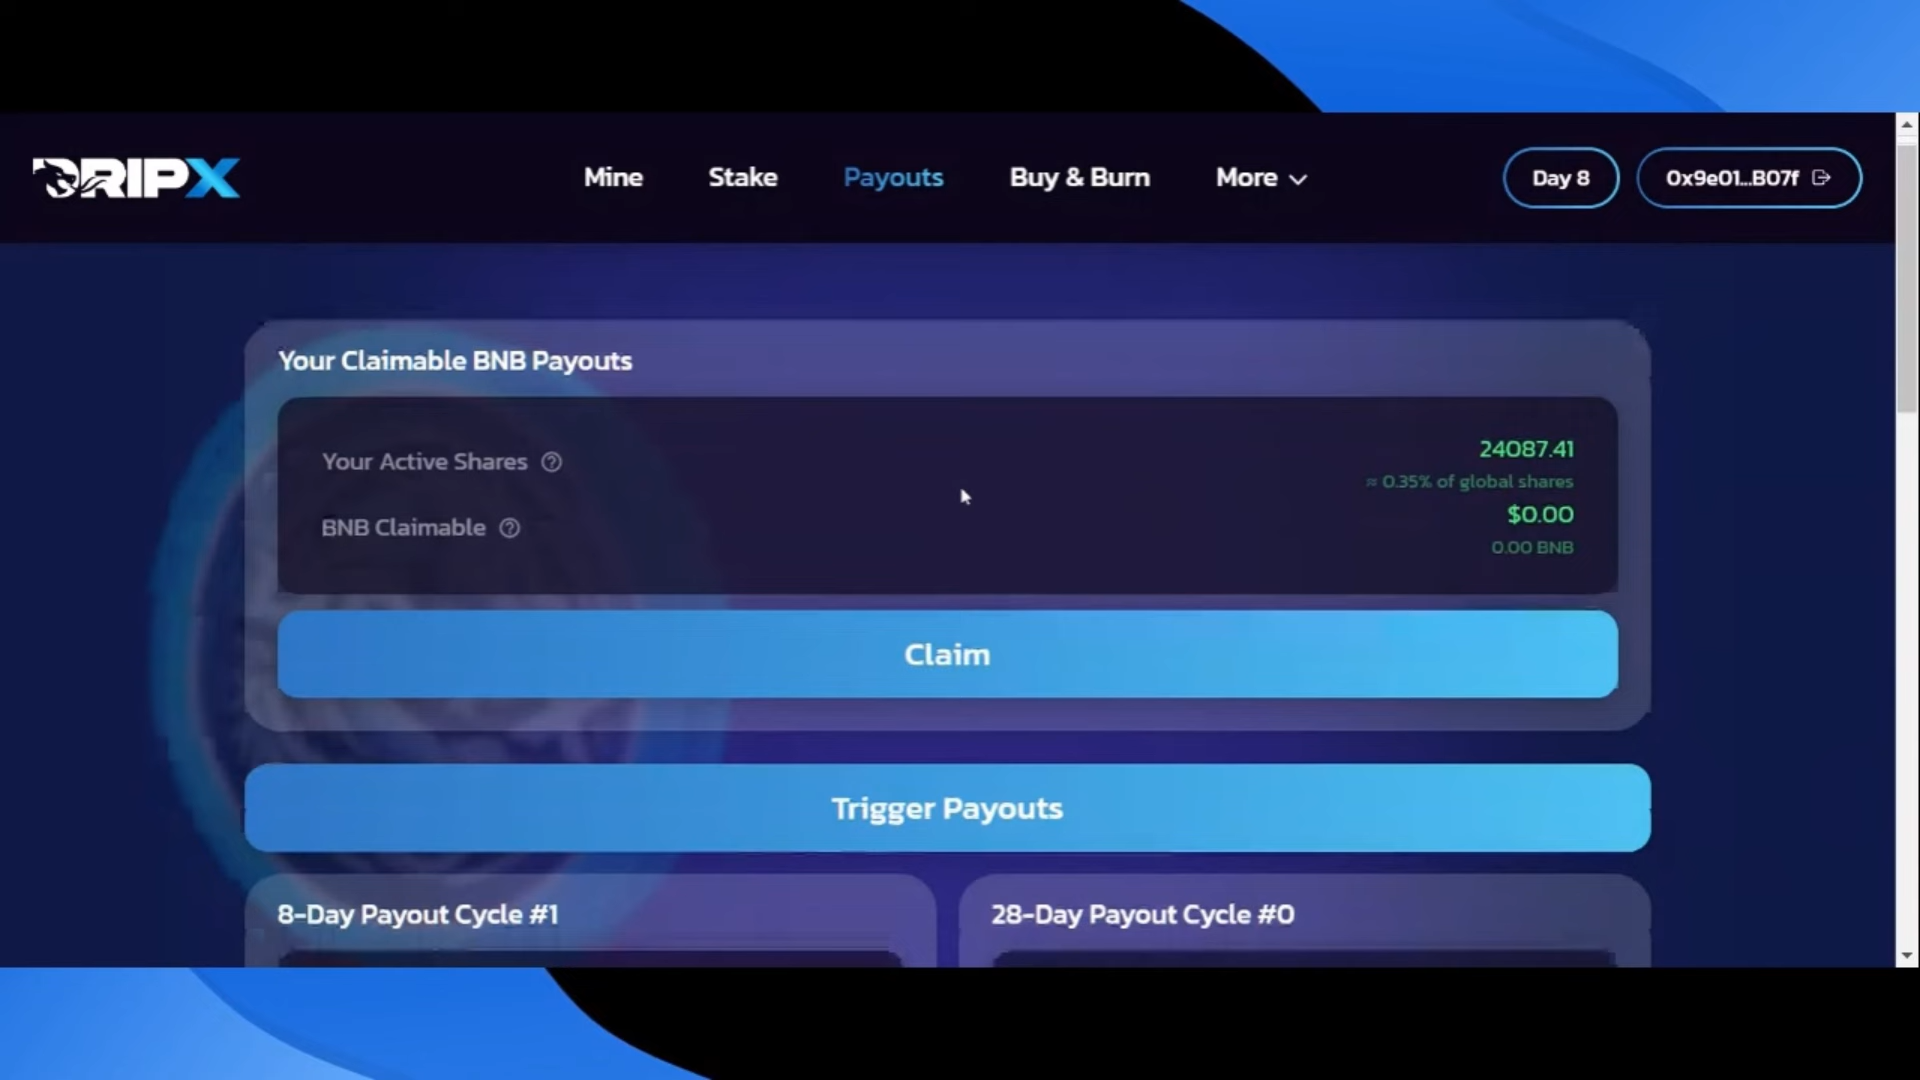 DRIPX
Mine
Stake
Payouts
Buy & Burn
More
Day 8
0x9e01...B07f
Your Claimable BNB Payouts
Your Active Shares
24087.41
≈ 0.35% of global shares
BNB Claimable
$0.00
0.00 BNB
Claim
Trigger Payouts
8-Day Payout Cycle #1
28-Day Payout Cycle #0